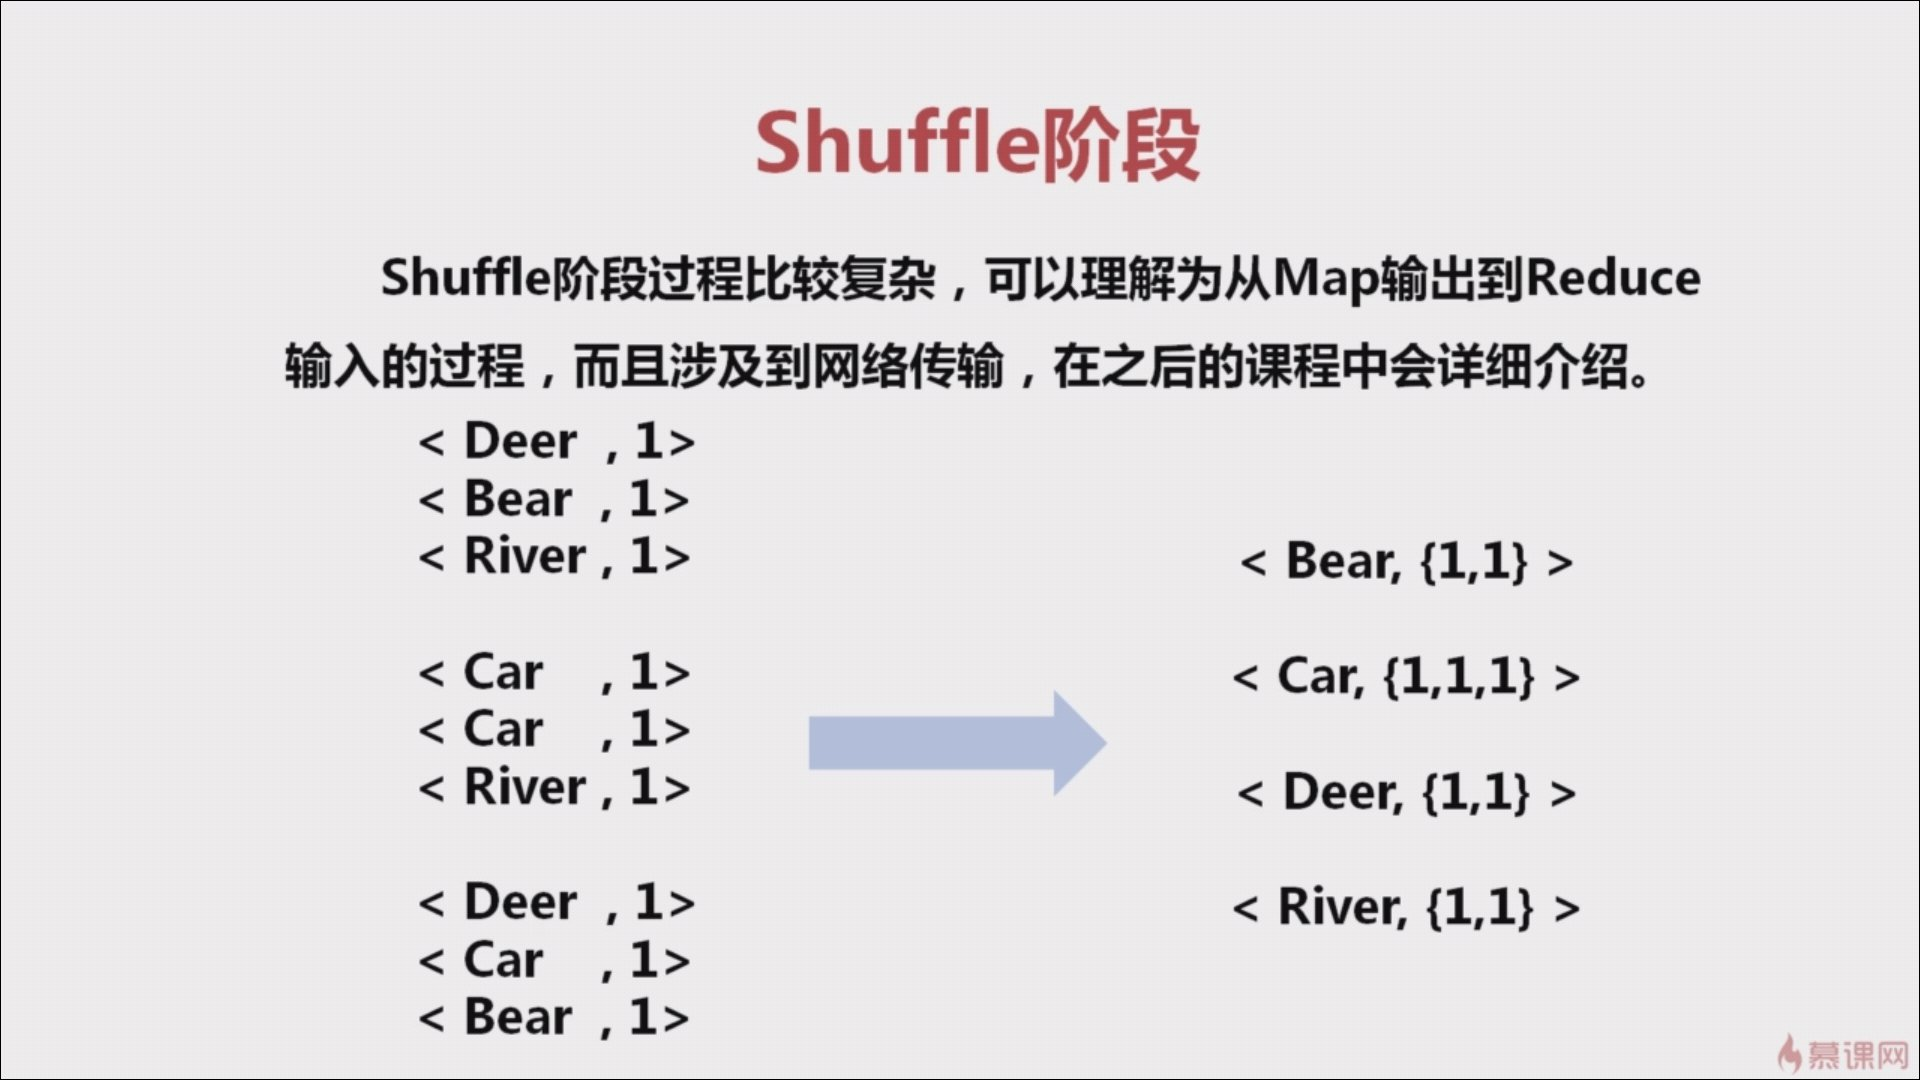 Shuffle阶段
Shuffle阶段过程比较复杂，可以理解为从Map输出到Reduce
输入的过程，而且涉及到网络传输，在之后的课程中会详细介绍。
< Deer , 1>
< Bear , 1>
< River , 1>
< Car , 1>
< Car , 1>
< River , 1>
< Deer , 1>
< Car , 1>
< Bear , 1>
< Bear, {1,1} >
< Car, {1,1,1} >
< Deer, {1,1} >
< River, {1,1} >
慕课网